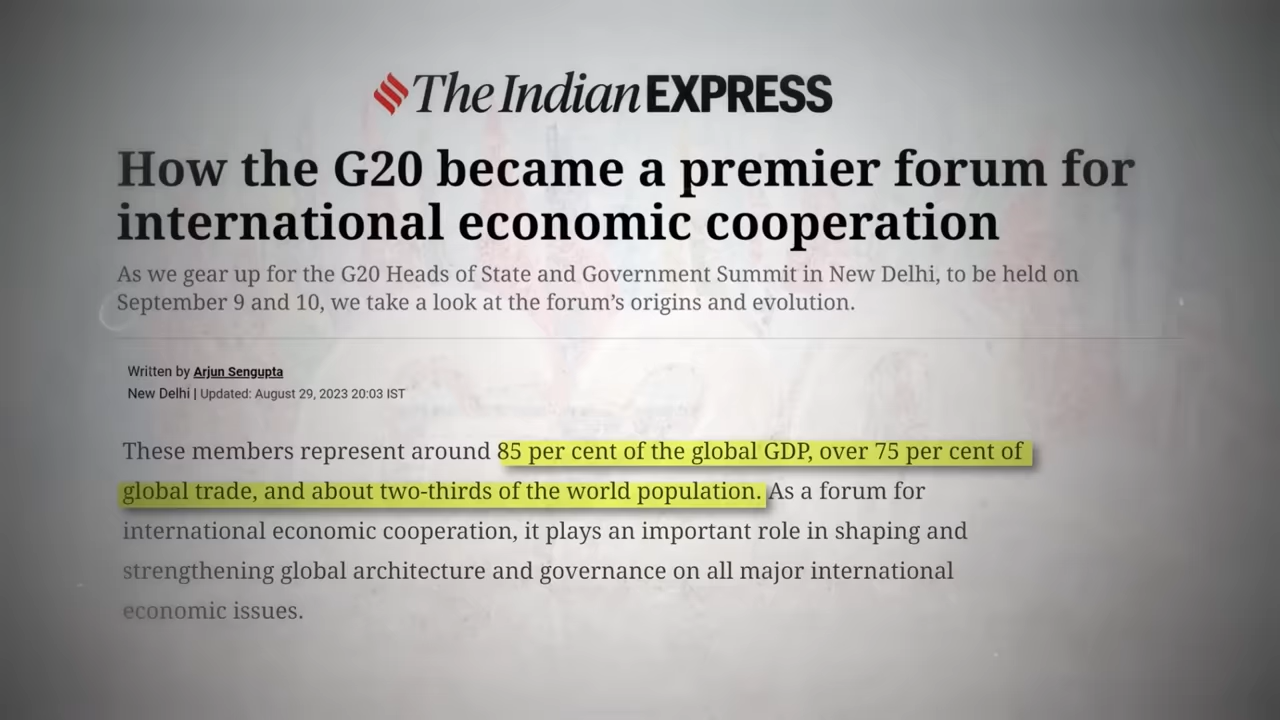 The Indian EXPRESS
How the G20 became a premier forum for
international economic cooperation
As we gear up for the G20 Heads of State and Government Summit in New Delhi, to be held on
September 9 and 10, we take a look at the forum’s origins and evolution.
Written by Arjun Sengupta
New Delhi | Updated: August 29, 2023 20:03 IST
These members represent around 85 per cent of the global GDP, over 75 per cent of
global trade, and about two-thirds of the world population. As a forum for
international economic cooperation, it plays an important role in shaping and
strengthening global architecture and governance on all major international
economic issues.